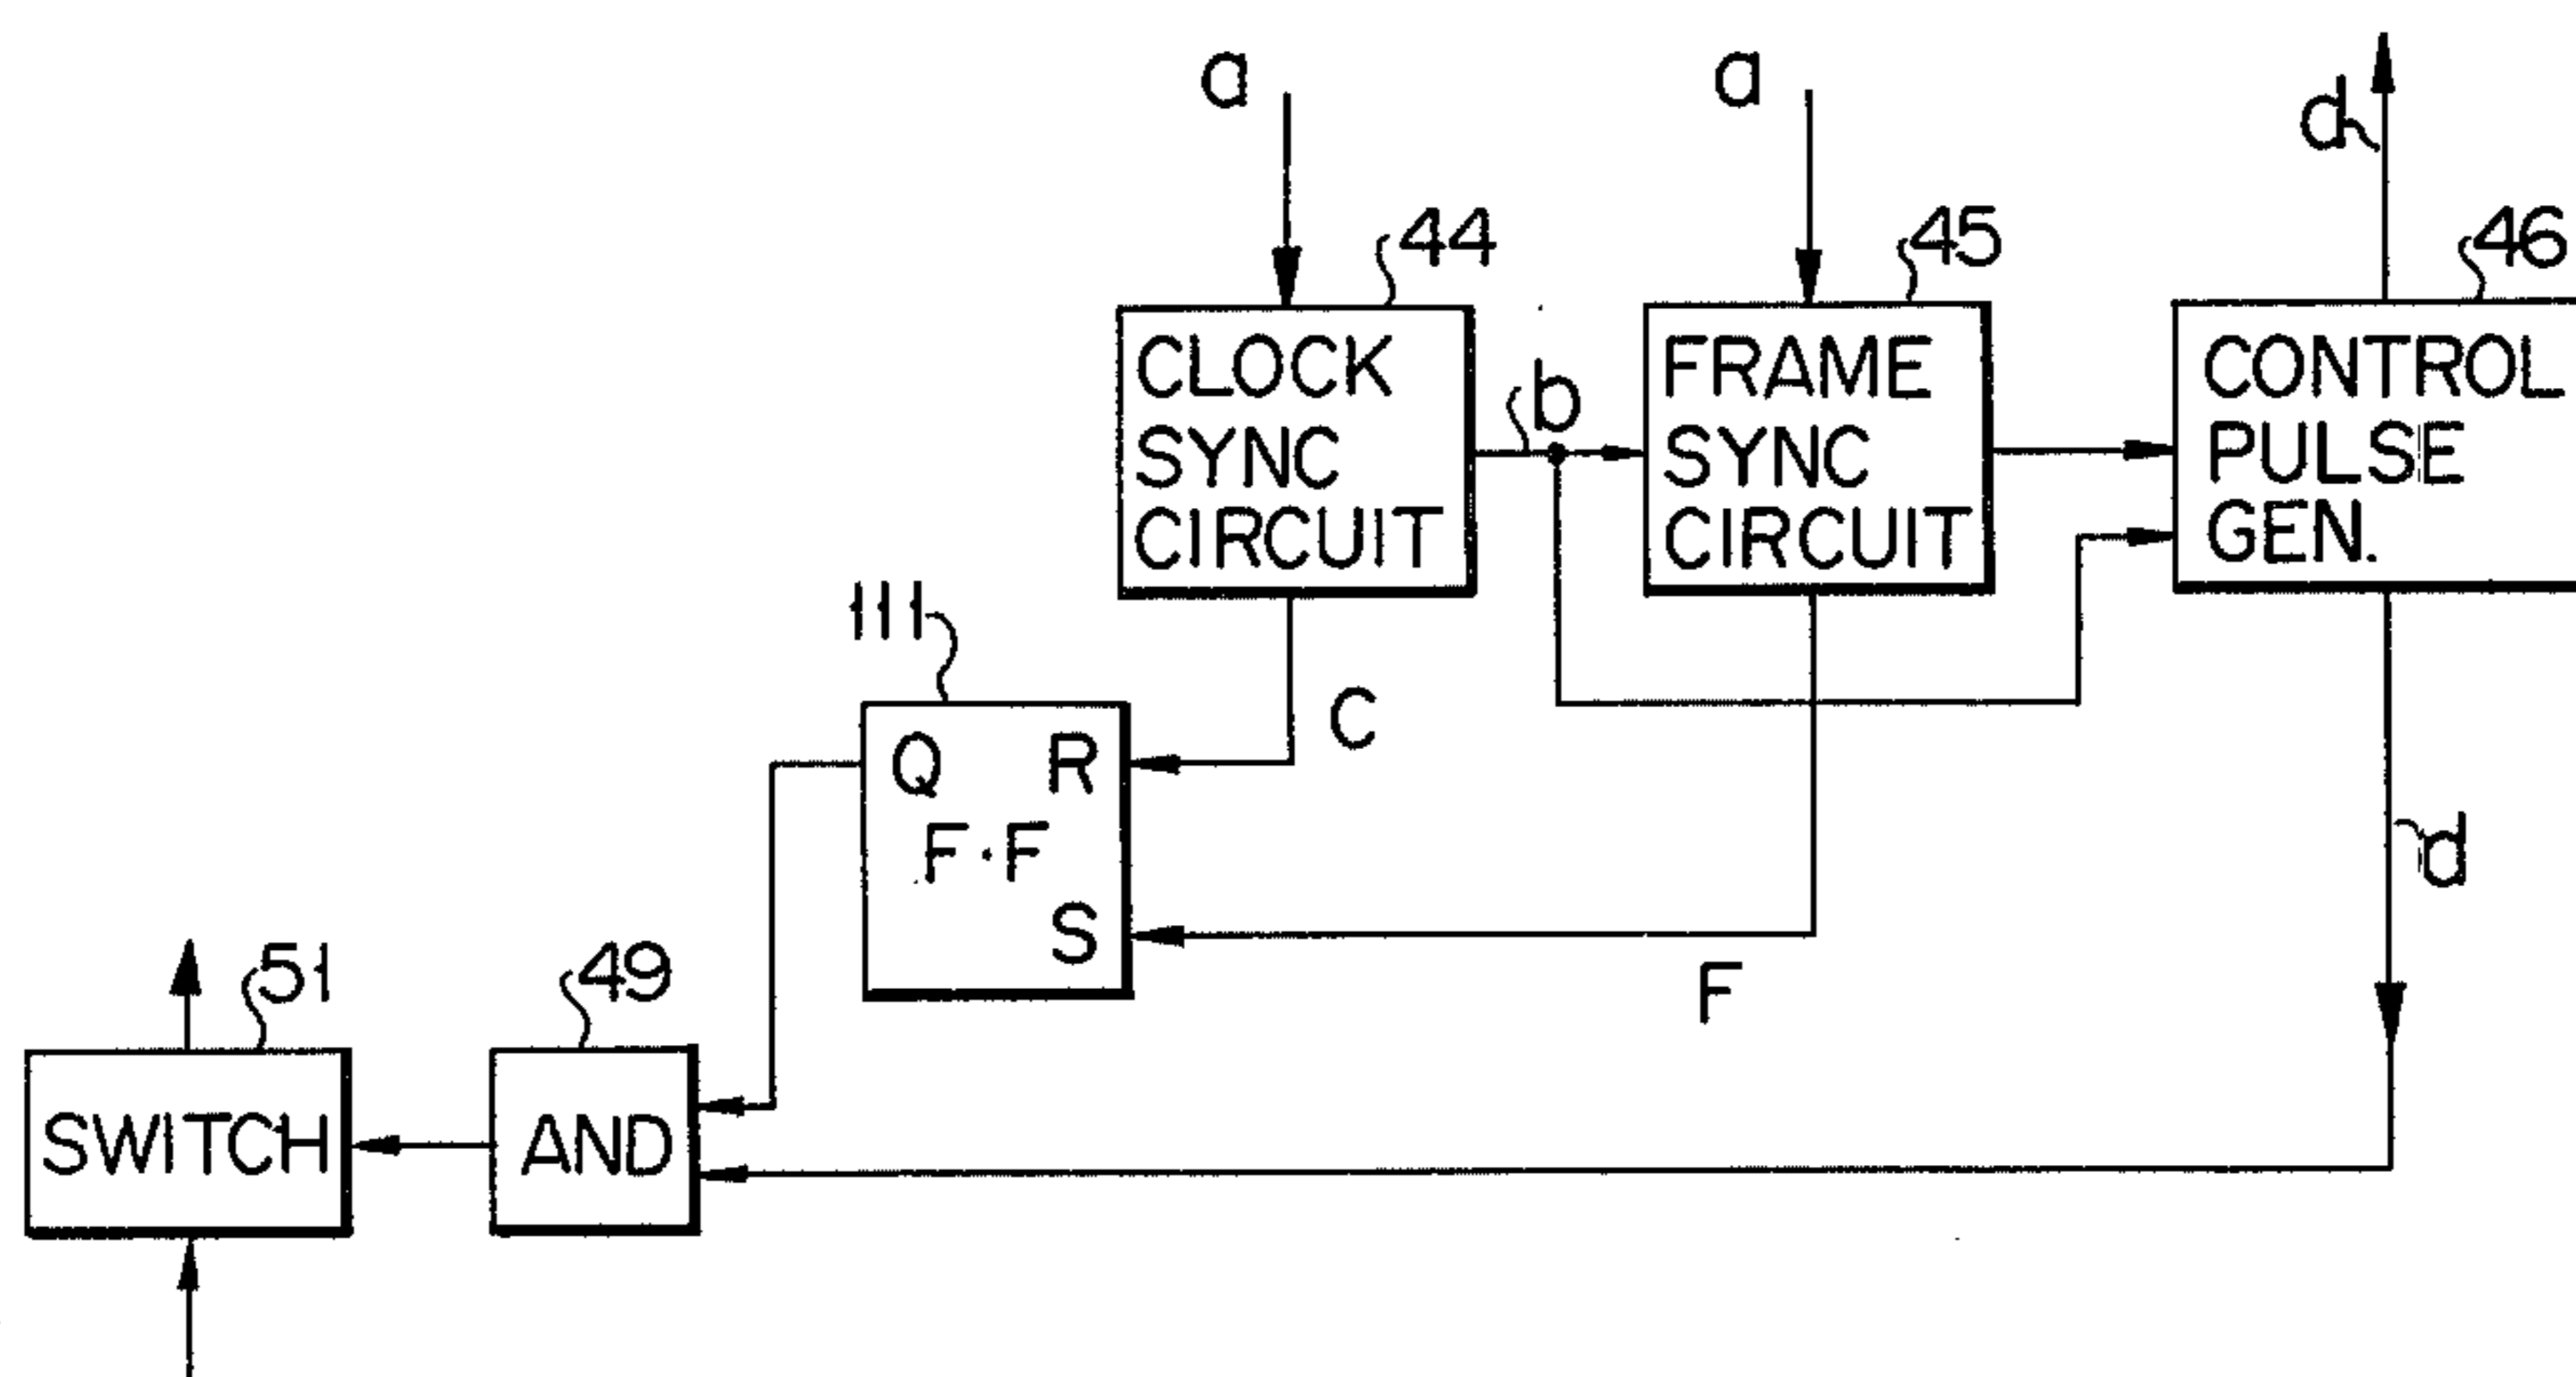 a
a
d
44
45
46
CLOCK
SYNC
CIRCUIT
b
FRAME
SYNC
CIRCUIT
CONTROL
PULSE
GEN.
111
C
Q R
F·F
S
d
F
51
49
SWITCH
AND